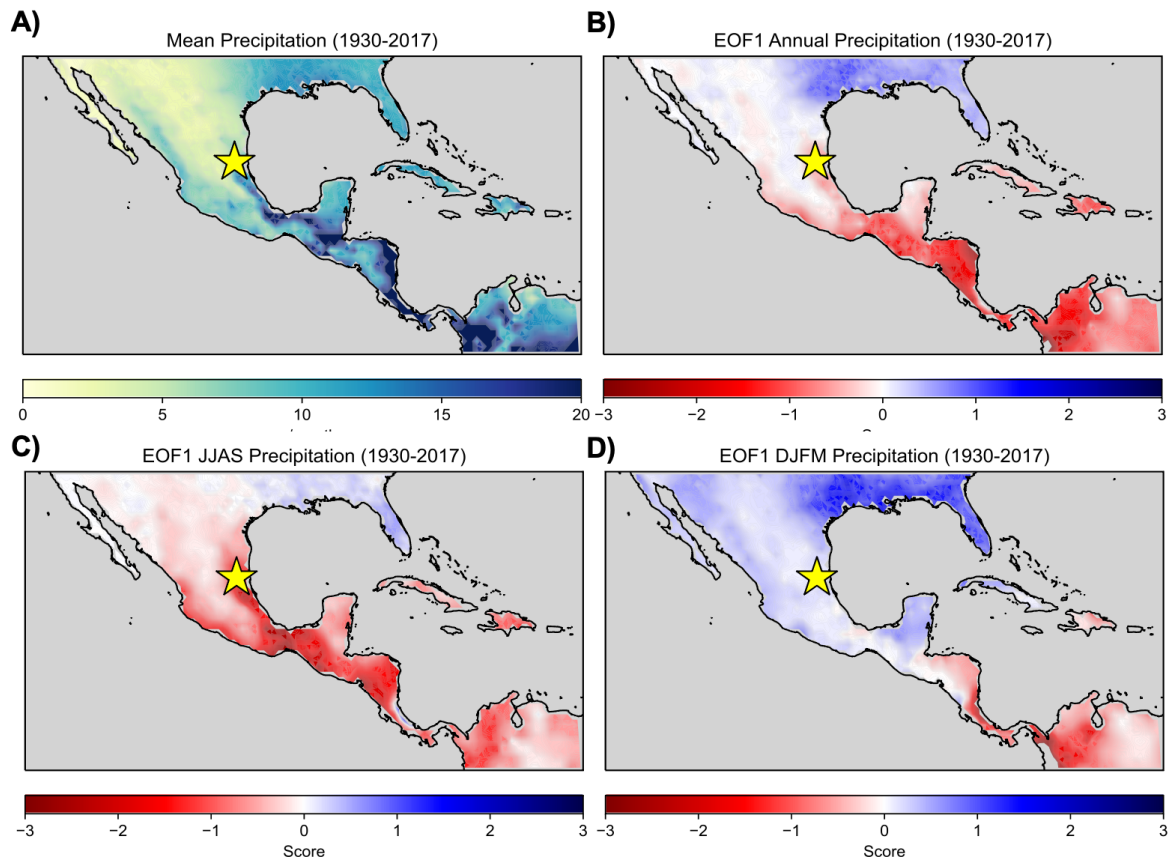 A)
Mean Precipitation (1930-2017)
0 5 10 15 20
B)
EOF1 Annual Precipitation (1930-2017)
−3 −2 −1 0 1 2 3
C)
EOF1 JJAS Precipitation (1930-2017)
−3 −2 −1 0 1 2 3
Score
D)
EOF1 DJFM Precipitation (1930-2017)
−3 −2 −1 0 1 2 3
Score